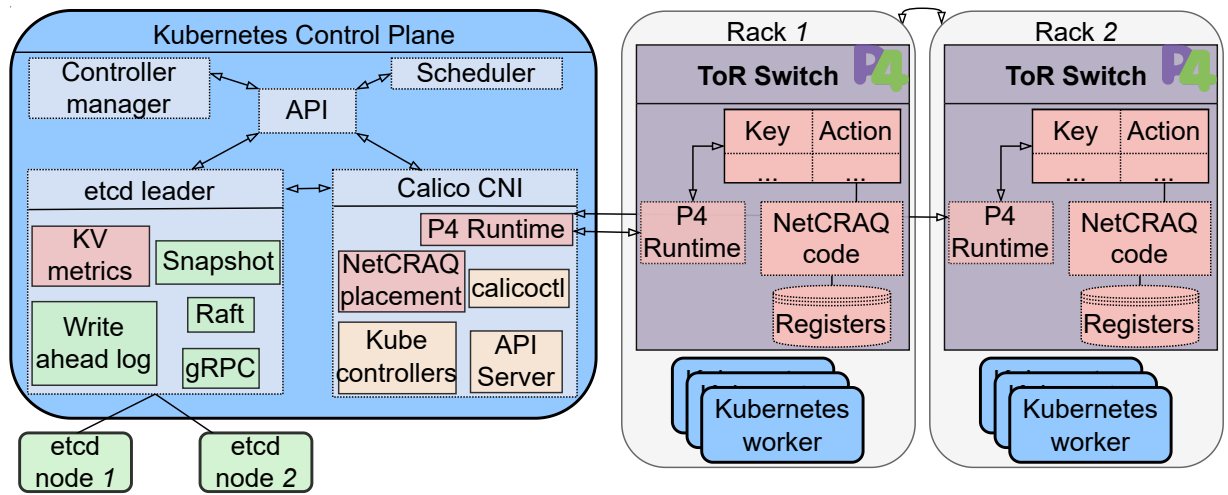 Kubernetes Control Plane
Controller
manager
Scheduler
API
etcd leader
KV
metrics
Snapshot
Raft
Write
ahead log
gRPC
Calico CNI
P4 Runtime
NetCRAQ
placement
calicoctl
Kube
controllers
API
Server
etcd
node 1
etcd
node 2
Rack 1
ToR Switch P4
Key Action
... ...
P4
Runtime
NetCRAQ
code
Registers
Kubernetes
worker
Rack 2
ToR Switch P4
Key Action
... ...
P4
Runtime
NetCRAQ
code
Registers
Kubernetes
worker